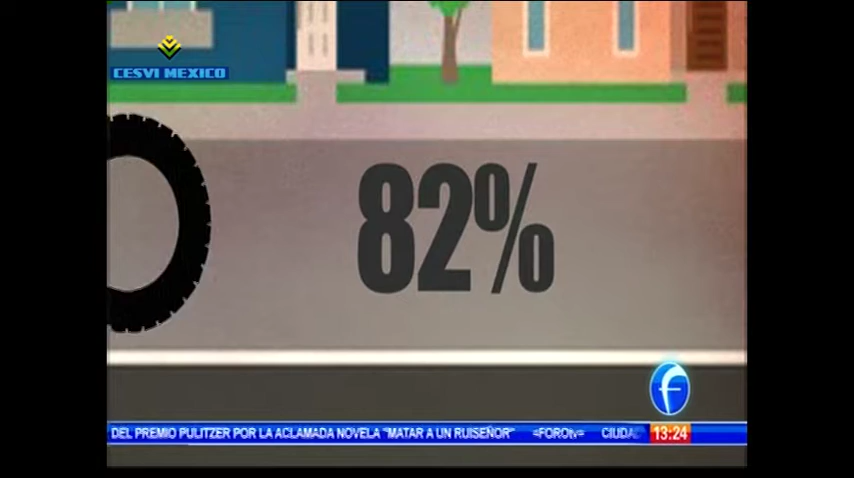 CESVI MEXICO
82%
DEL PREMIO PULITZER POR LA ACLAMADA NOVELA "MATAR A UN RUISEÑOR" =FOROtv= CIUDA
13:24